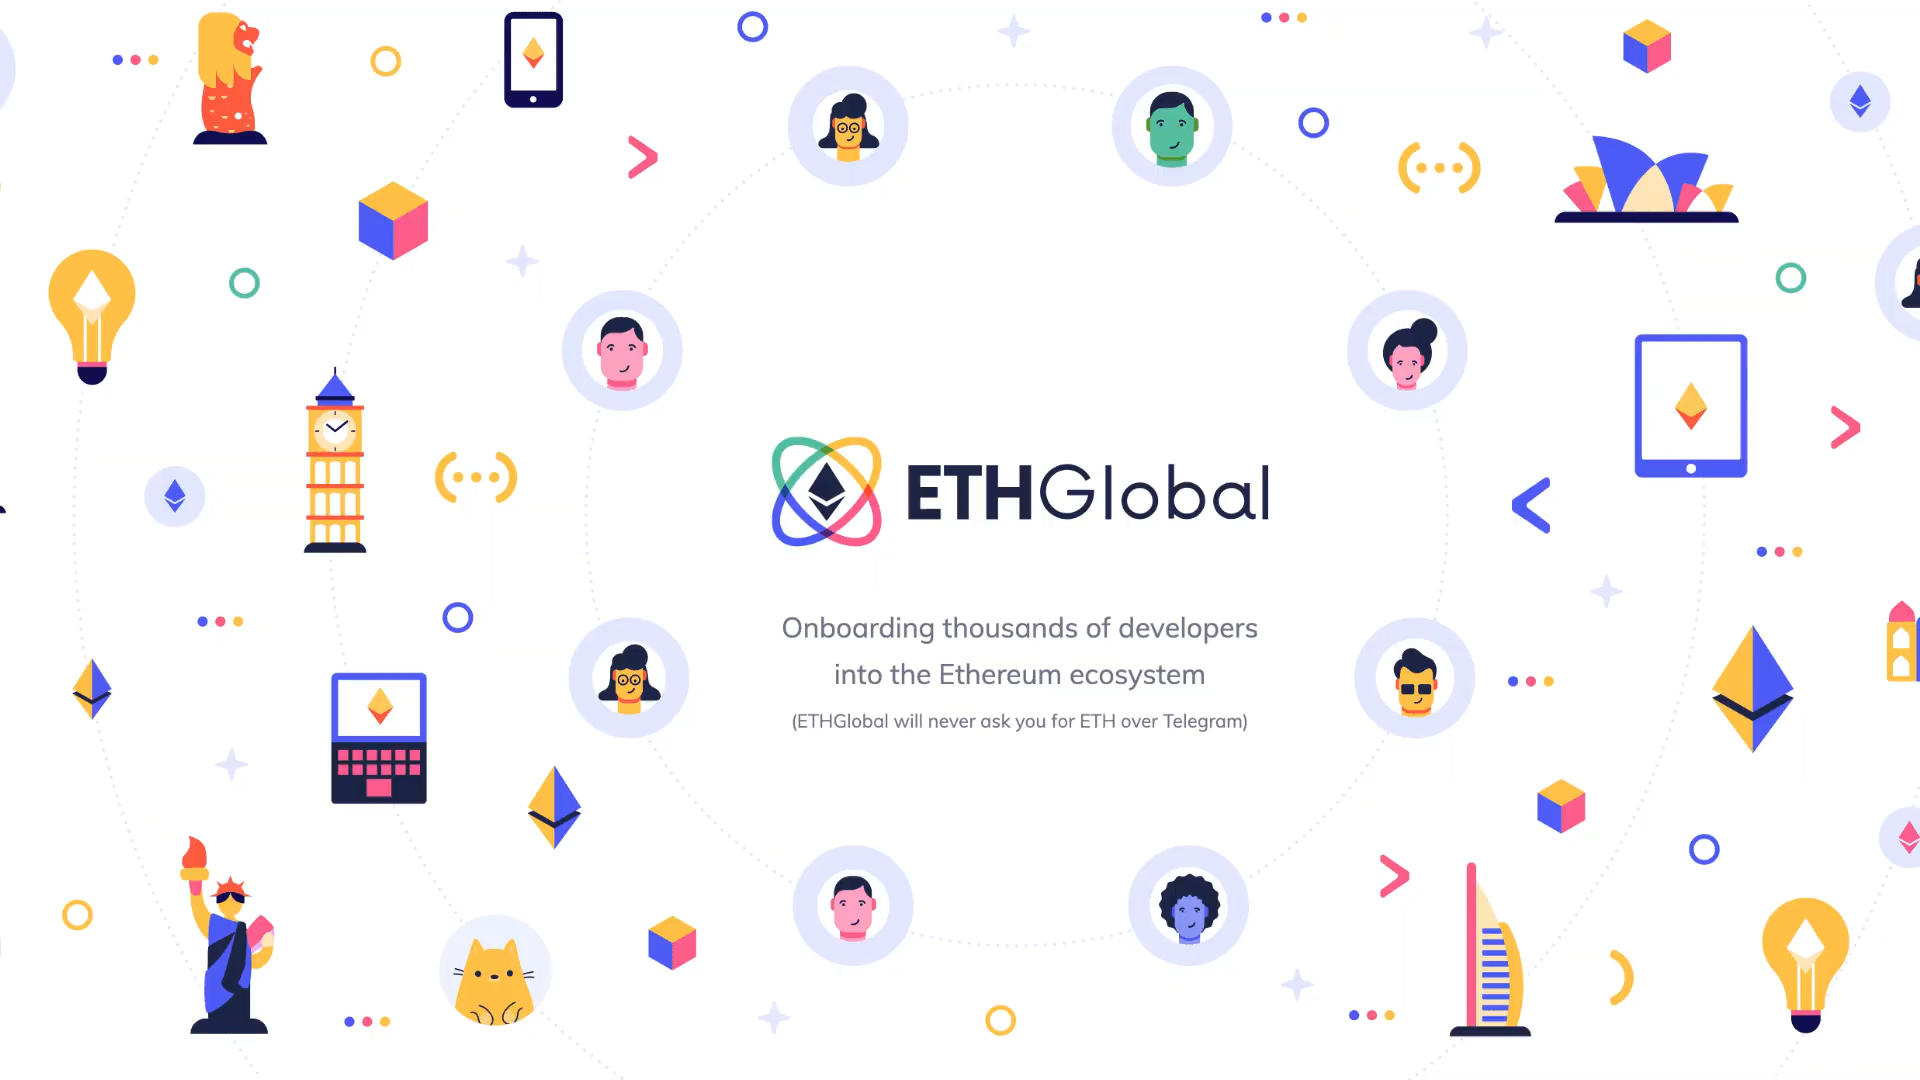 ETHGlobal
Onboarding thousands of developers
into the Ethereum ecosystem
(ETHGlobal will never ask you for ETH over Telegram)